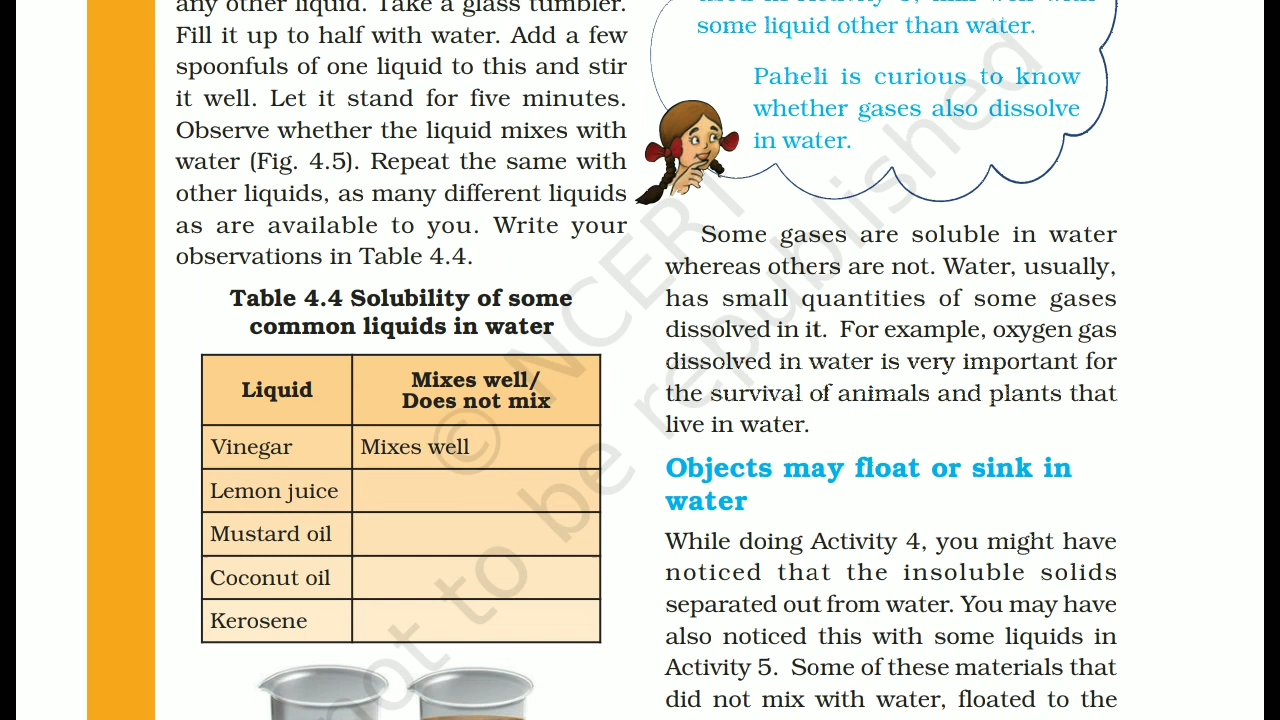 any other liquid. Take a glass tumbler.
Fill it up to half with water. Add a few
spoonfuls of one liquid to this and stir
it well. Let it stand for five minutes.
Observe whether the liquid mixes with
water (Fig. 4.5). Repeat the same with
other liquids, as many different liquids
as are available to you. Write your
observations in Table 4.4.
Table 4.4 Solubility of some
common liquids in water
Liquid
Mixes well/
Does not mix
Vinegar Mixes well
Lemon juice
Mustard oil
Coconut oil
Kerosene
some liquid other than water.
Paheli is curious to know
whether gases also dissolve
in water.
Some gases are soluble in water
whereas others are not. Water, usually,
has small quantities of some gases
dissolved in it. For example, oxygen gas
dissolved in water is very important for
the survival of animals and plants that
live in water.
Objects may float or sink in
water
While doing Activity 4, you might have
noticed that the insoluble solids
separated out from water. You may have
also noticed this with some liquids in
Activity 5. Some of these materials that
did not mix with water, floated to the
© NCERT
not to be republished